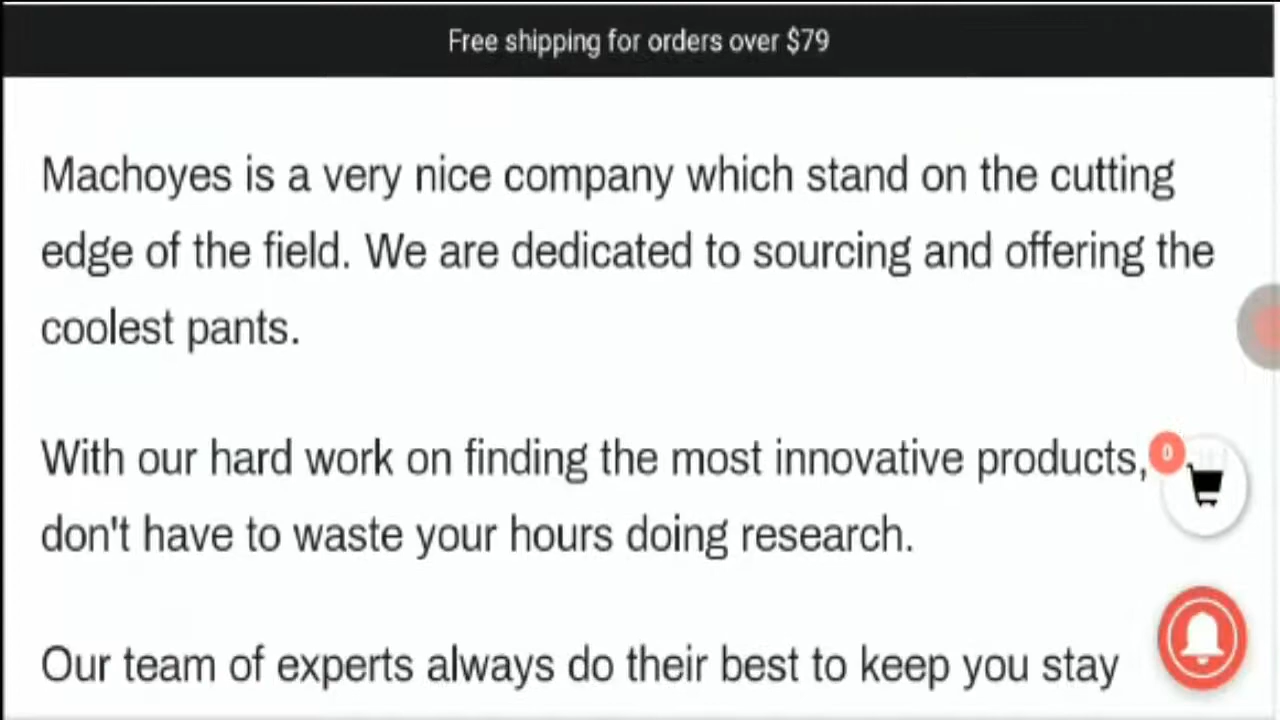 Free shipping for orders over $79
Machoyes is a very nice company which stand on the cutting
edge of the field. We are dedicated to sourcing and offering the
coolest pants.
With our hard work on finding the most innovative products,
0
don't have to waste your hours doing research.
Our team of experts always do their best to keep you stay